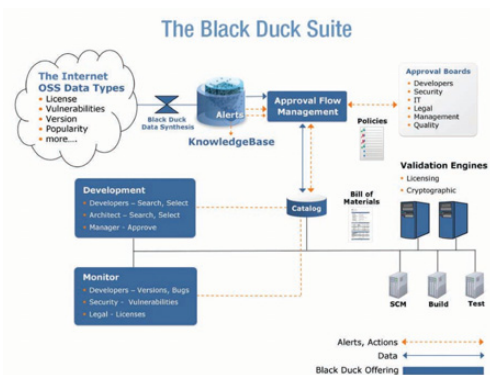 The Black Duck Suite
The Internet
OSS Data Types
• License
• Vulnerabilities
• Version
• Popularity
• more....
Black Duck
Data Synthesis
Alerts
KnowledgeBase
Approval Flow
Management
Policies
Approval Boards
• Developers
• Security
• IT
• Legal
• Management
• Quality
Development
• Developers – Search, Select
• Architect – Search, Select
• Manager - Approve
Catalog
Bill of
Materials
Validation Engines
• Licensing
• Cryptographic
Monitor
• Developers – Versions, Bugs
• Security - Vulnerabilities
• Legal - Licenses
SCM
Build
Test
Alerts, Actions
Data
Black Duck Offering